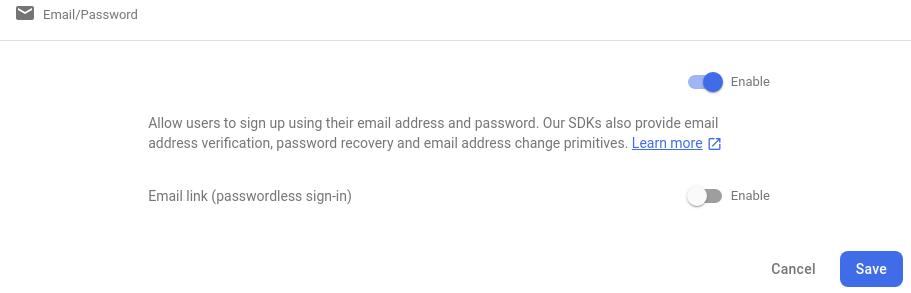 Email/Password
Enable
Allow users to sign up using their email address and password. Our SDKs also provide email
address verification, password recovery and email address change primitives. Learn more
Email link (passwordless sign-in)
Enable
Cancel
Save